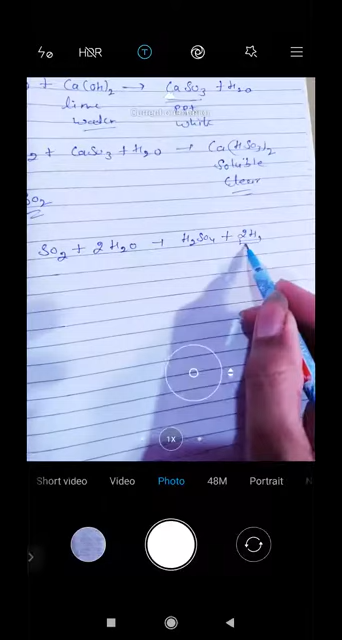 HDR
+ Ca(OH)₂ → CaSO₃ + H₂O
lime ppt
water white
+ CaSO₃ + H₂O → Ca(HSO₃)₂
Soluble
Clear
SO₂
SO₂ + 2H₂O → H₂SO₄ + 2H
1X
Short video Video Photo 48M Portrait